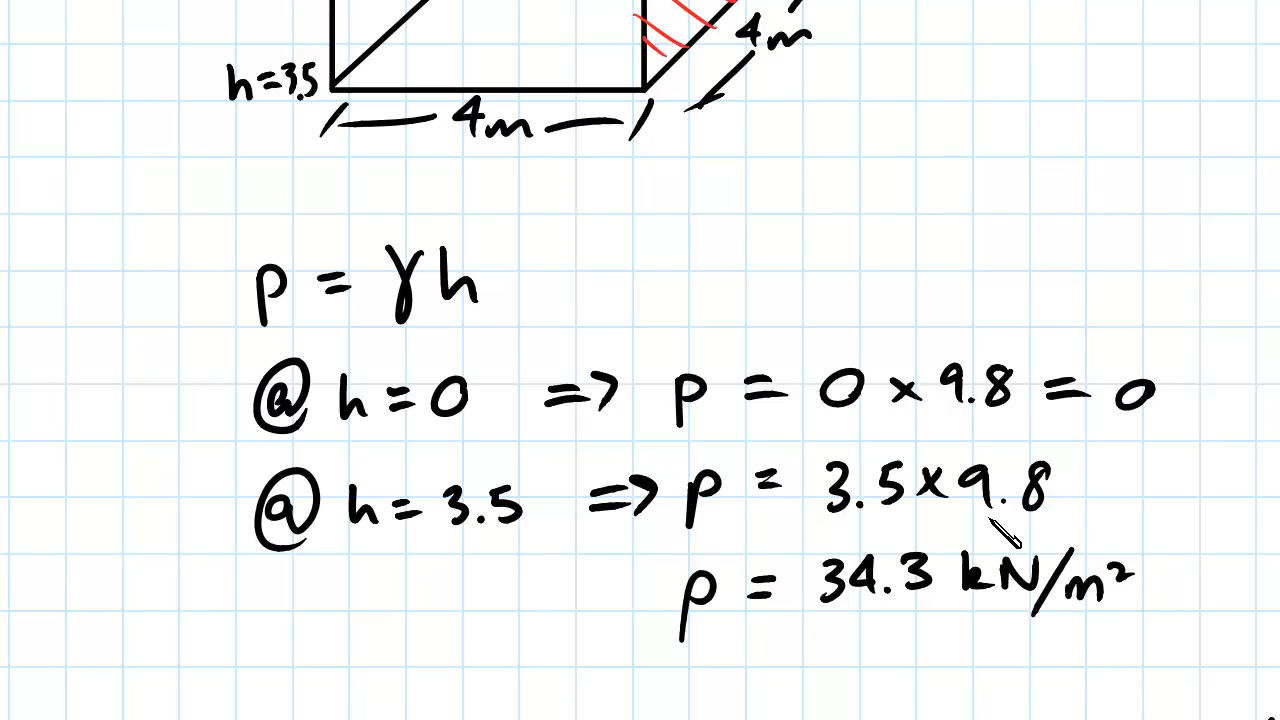 4m
h=3.5
4m
p = γh
@ h = 0 => p = 0 × 9.8 = 0
@ h = 3.5 => p = 3.5 × 9.8
p = 34.3 kN/m²